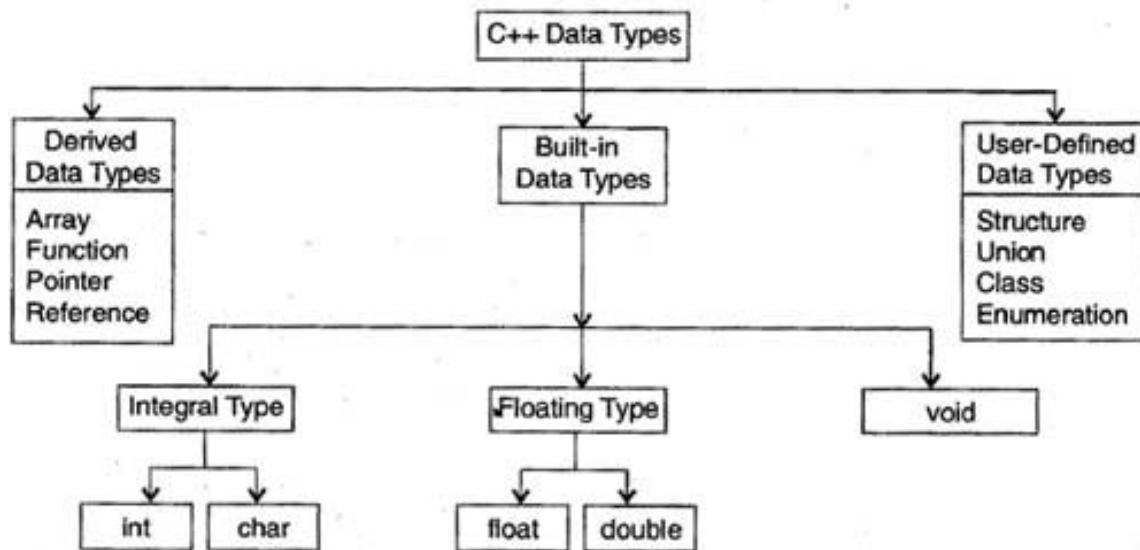 C++ Data Types
Derived
Data Types
Array
Function
Pointer
Reference
Built-in
Data Types
User-Defined
Data Types
Structure
Union
Class
Enumeration
Integral Type
Floating Type
void
int
char
float
double